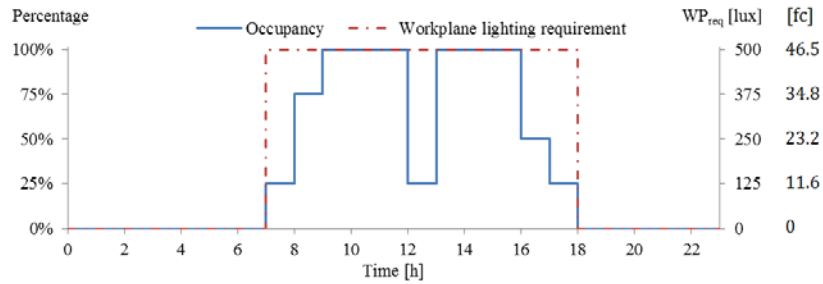 Percentage
Occupancy
Workplane lighting requirement
WPreq [lux]
[fc]
100%
500
46.5
75%
375
34.8
50%
250
23.2
25%
125
11.6
0%
0
0
0 2 4 6 8 10 12 14 16 18 20 22
Time [h]